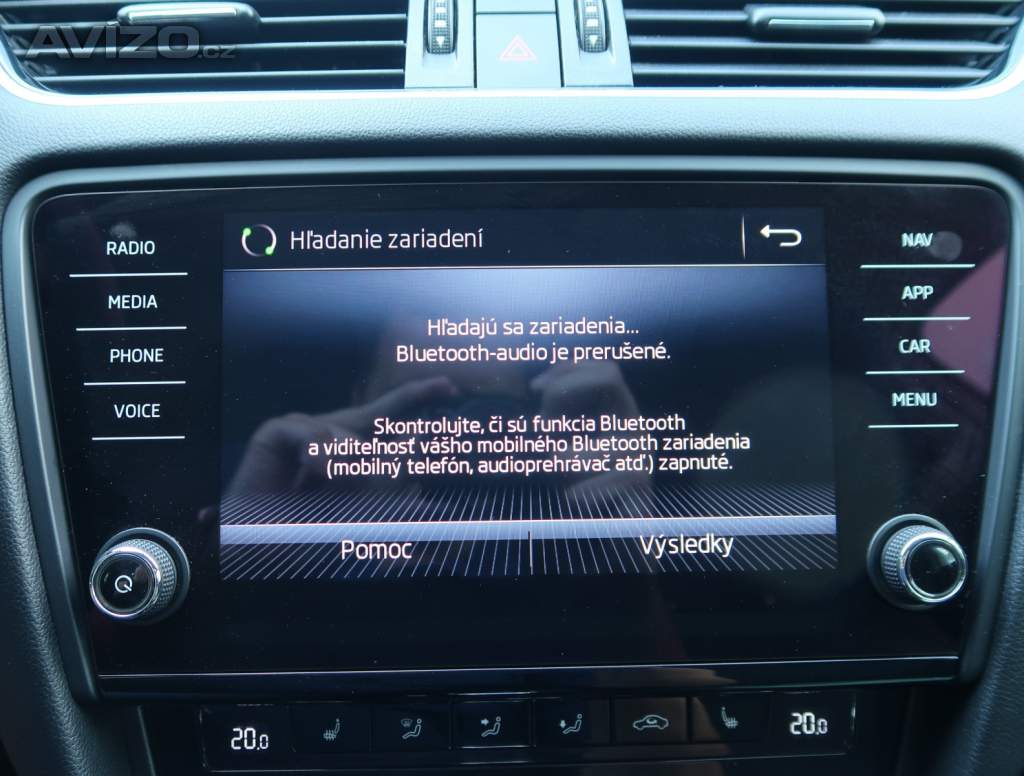 AVÍZO.cz
Hľadanie zariadení
RADIO
MEDIA
PHONE
VOICE
Hľadajú sa zariadenia...
Bluetooth-audio je prerušené.
Skontrolujte, či sú funkcia Bluetooth
a viditeľnosť vášho mobilného Bluetooth zariadenia
(mobilný telefón, audioprehrávač atď.) zapnuté.
Pomoc
Výsledky
NAV
APP
CAR
MENU
20.0
20.0